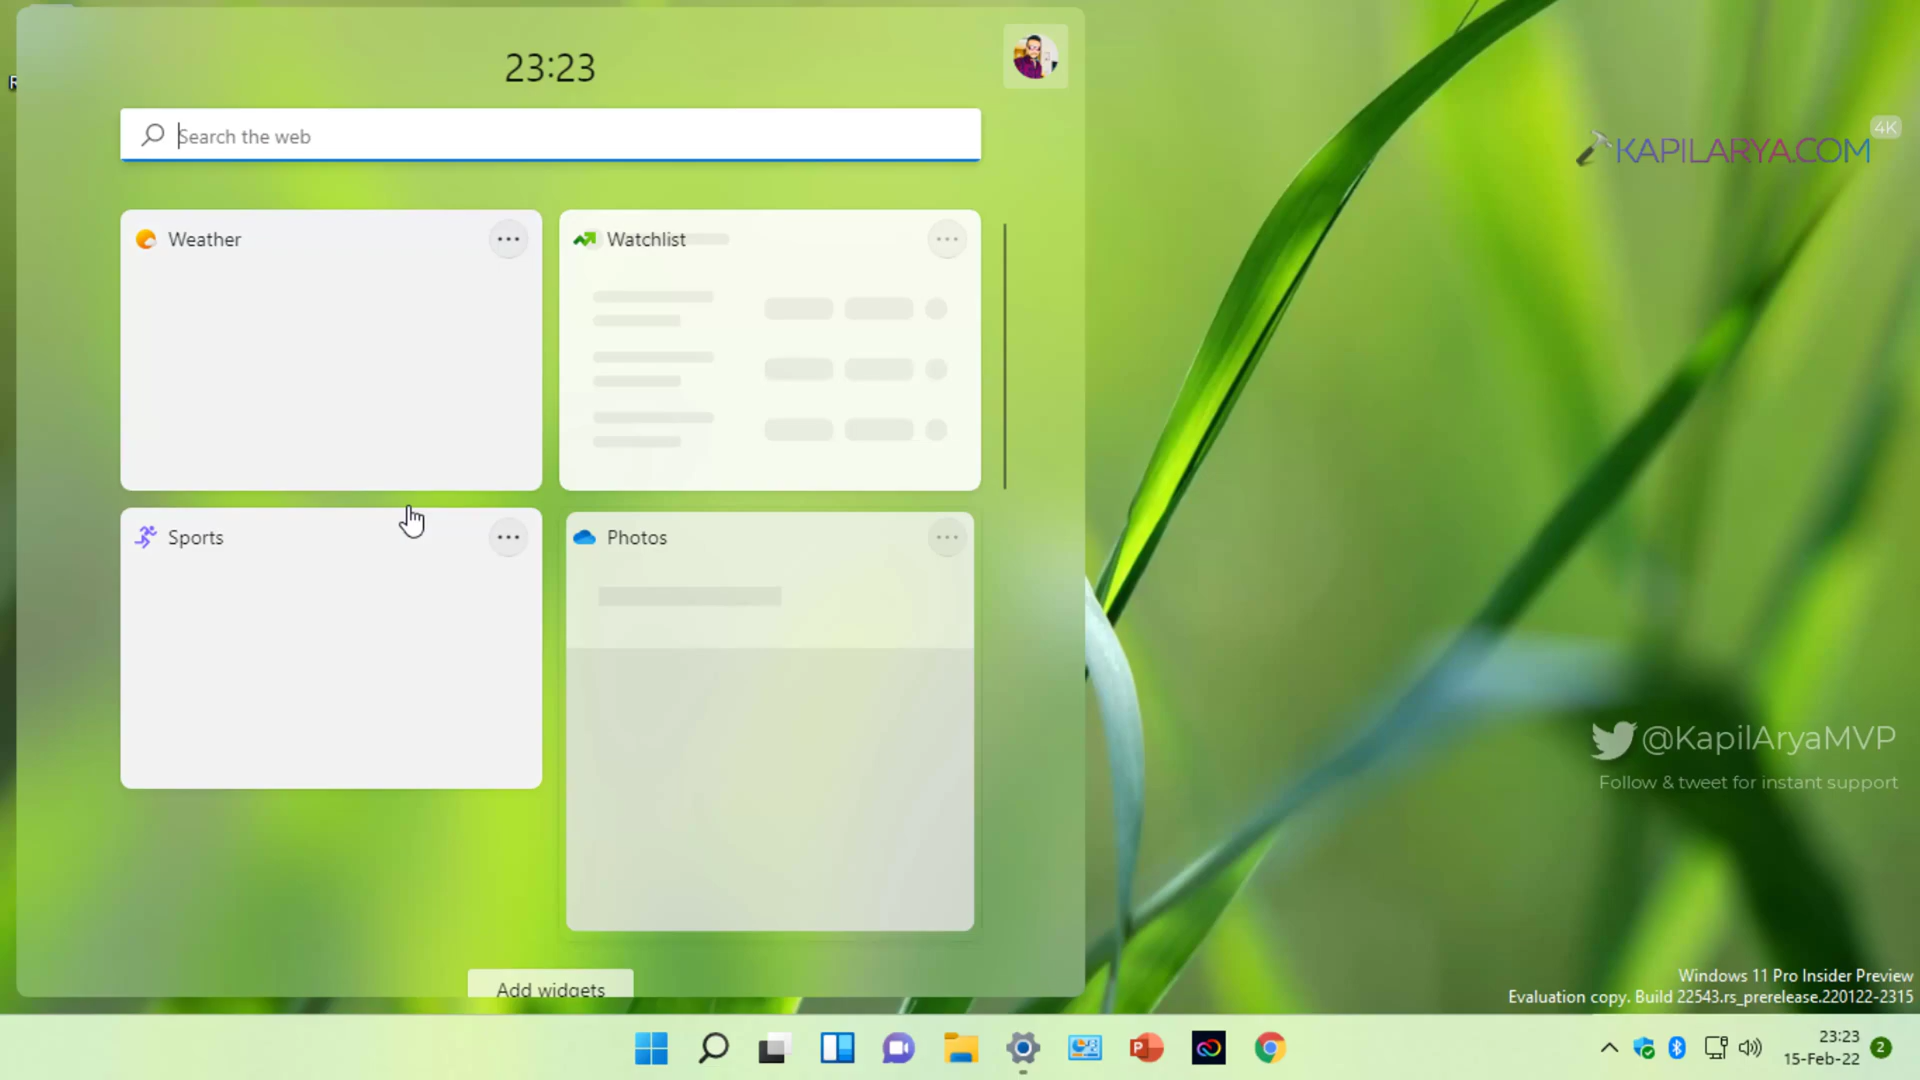 23:23
Search the web
Weather
Watchlist
Sports
Photos
Add widgets
4K
KAPILARYA.COM
@KapilAryaMVP
Follow & tweet for instant support
Windows 11 Pro Insider Preview
Evaluation copy. Build 22543.rs_prerelease.220122-2315
23:23
15-Feb-22
2